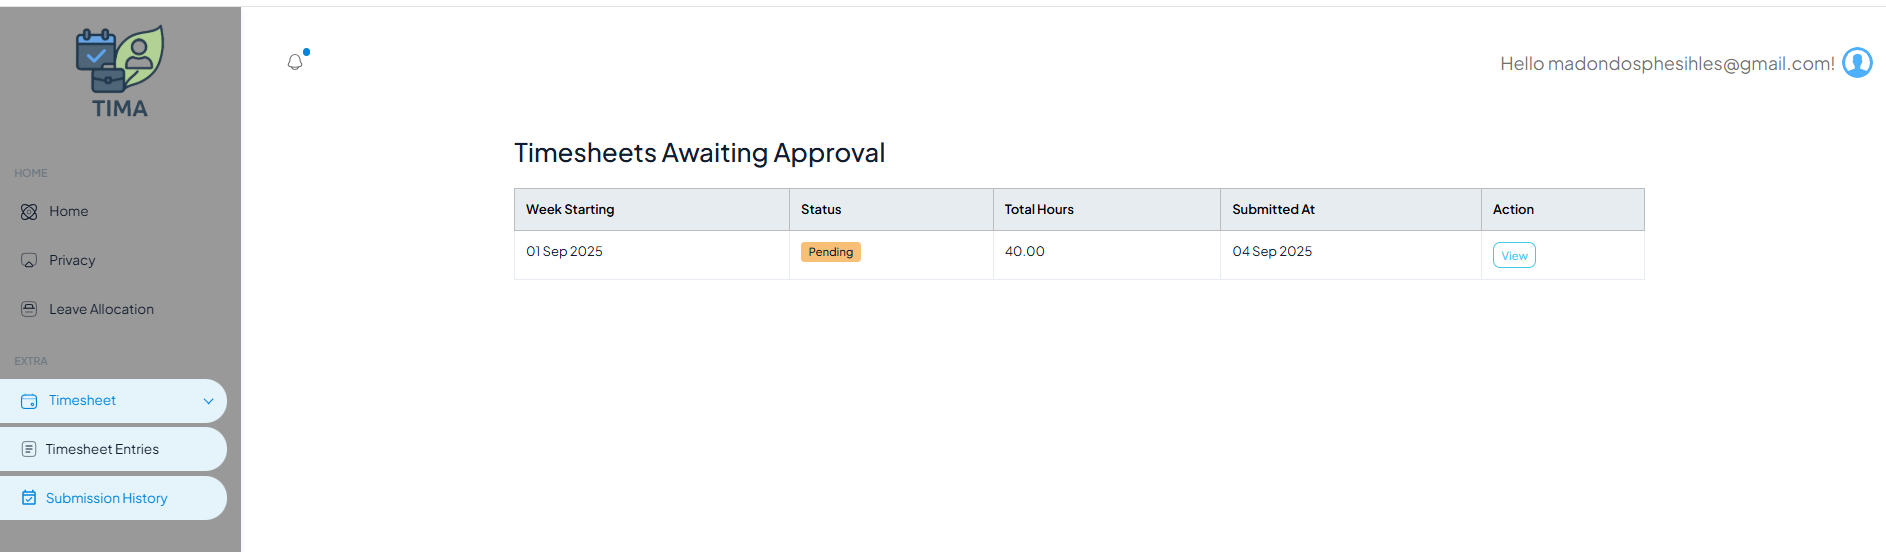 TIMA
HOME
Home
Privacy
Leave Allocation
EXTRA
Timesheet
Timesheet Entries
Submission History
Hello madondosphesihles@gmail.com!
Timesheets Awaiting Approval
Week Starting Status Total Hours Submitted At Action
01 Sep 2025 Pending 40.00 04 Sep 2025 View